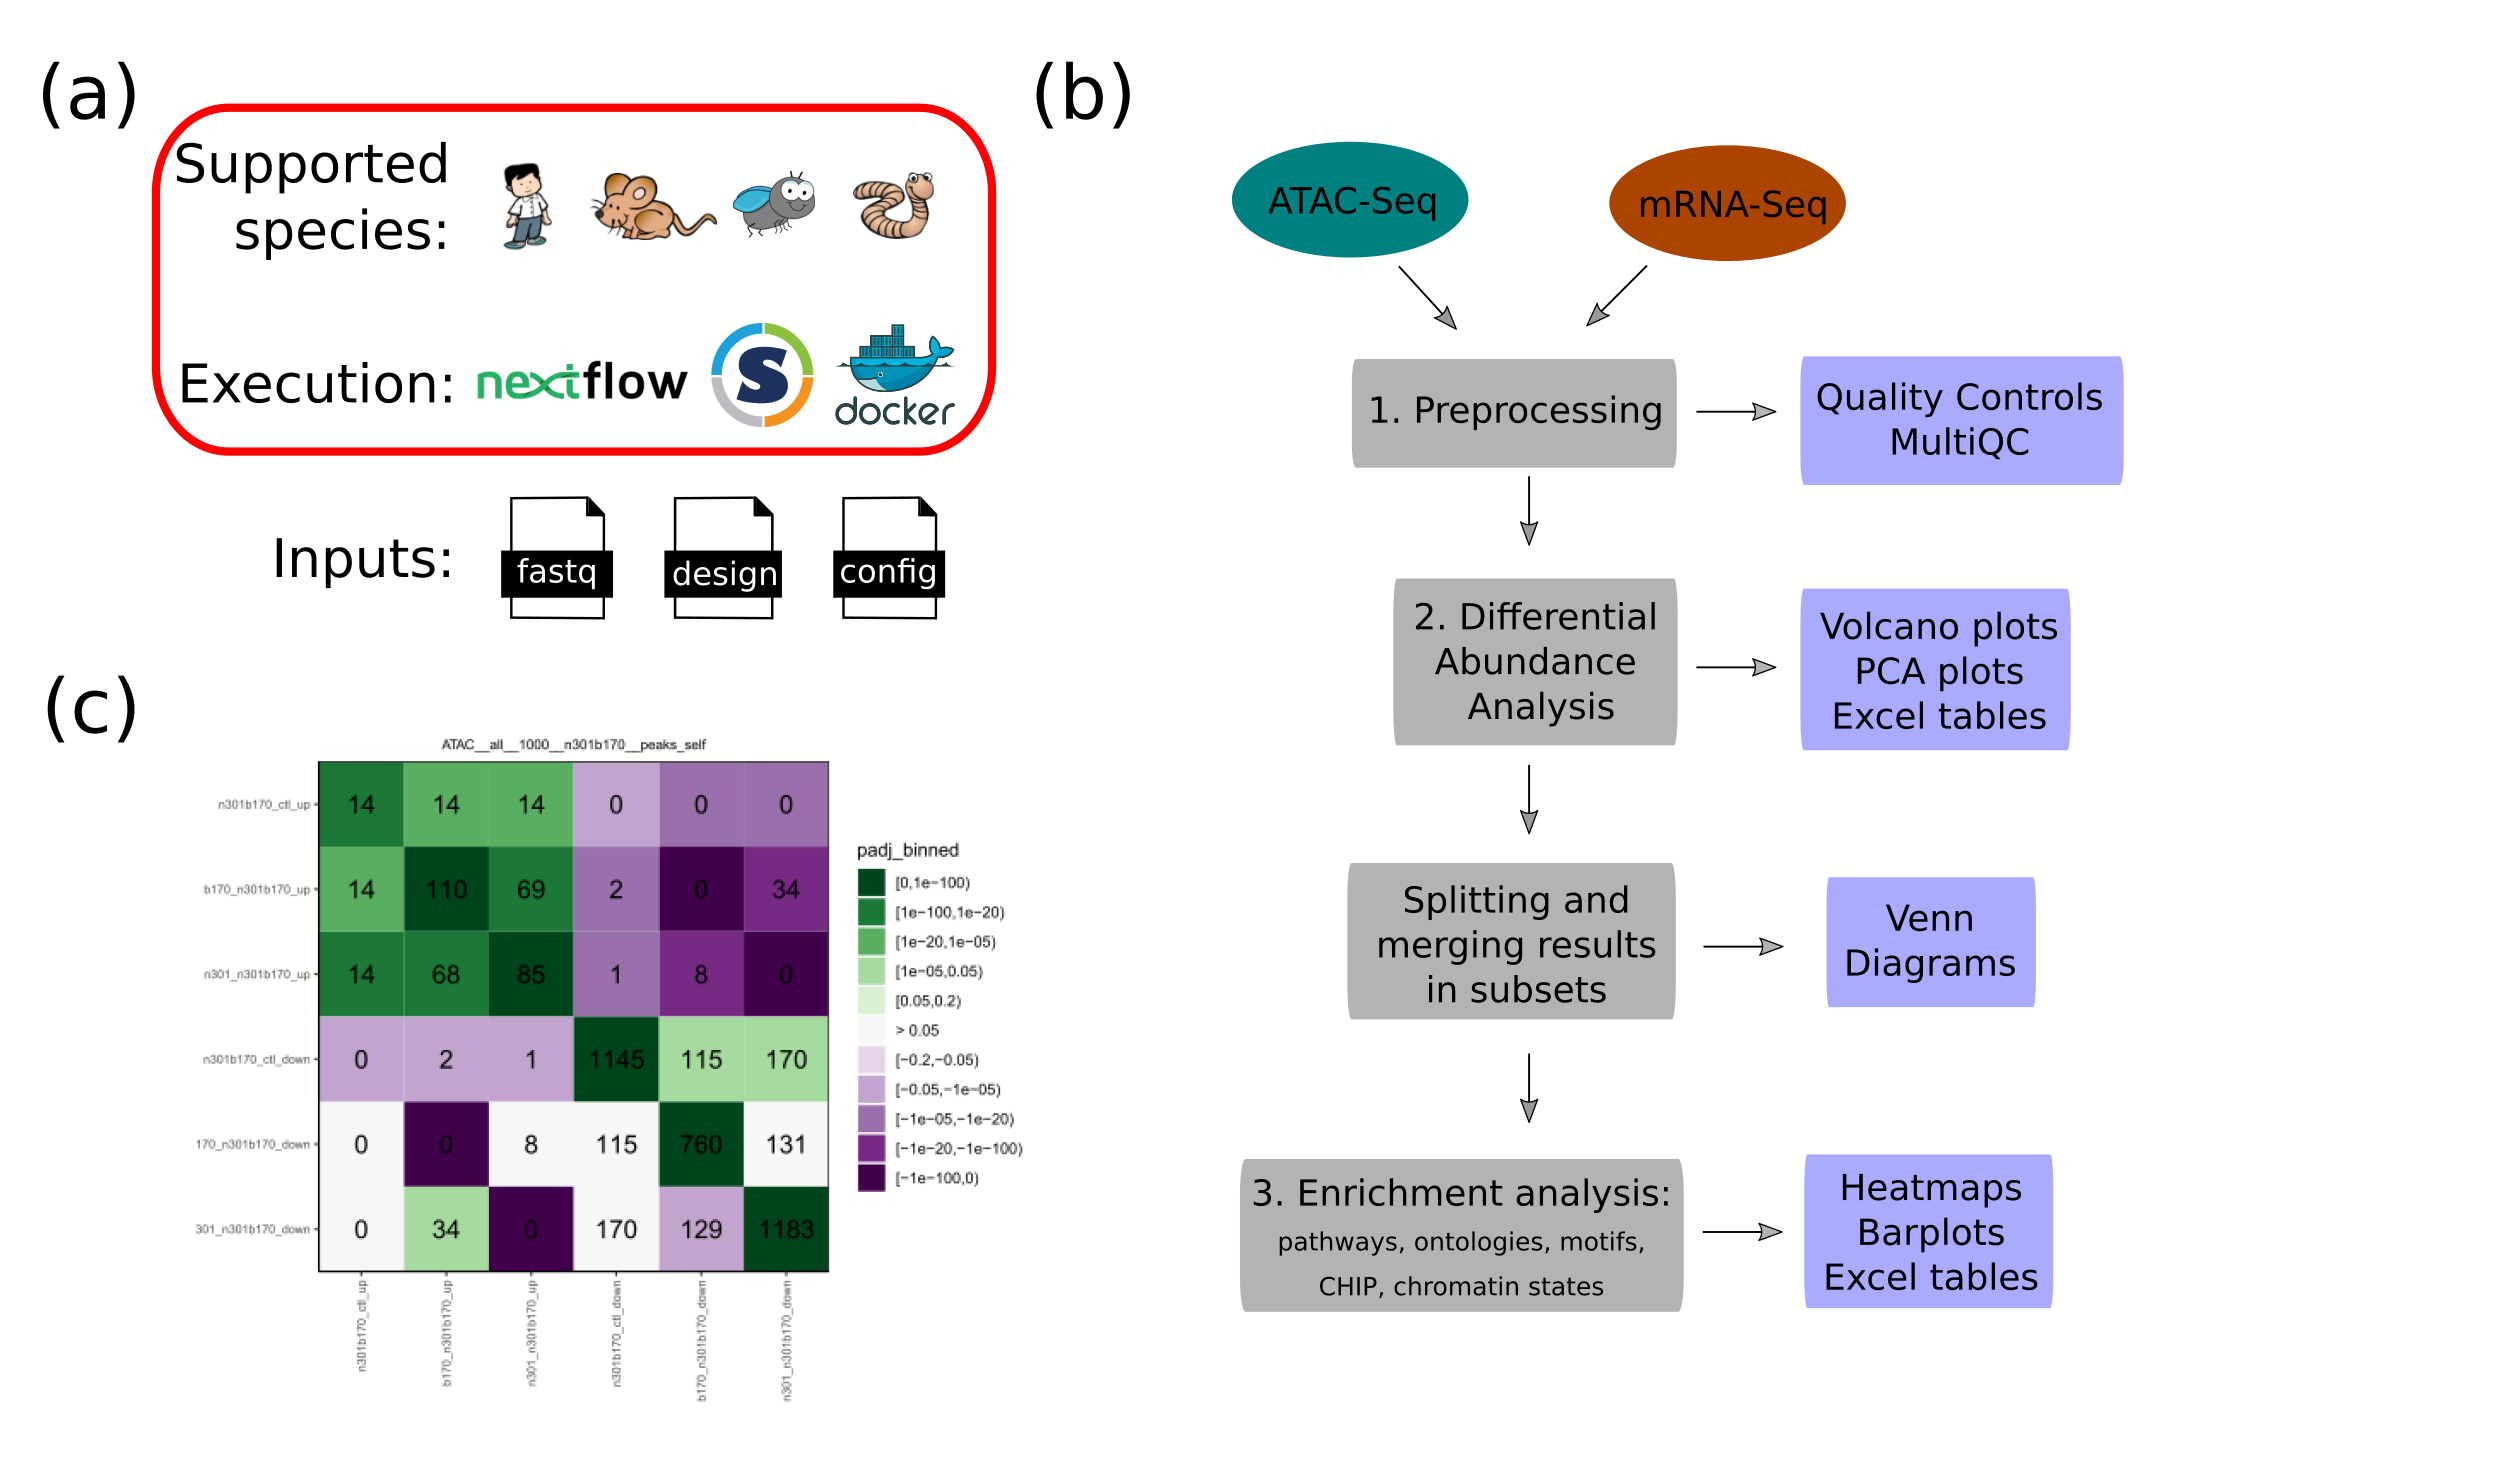 (a)
Supported
species:
Execution: nextflow S docker
Inputs: fastq design config
(b)
ATAC-Seq
mRNA-Seq
1. Preprocessing
Quality Controls
MultiQC
2. Differential
Abundance
Analysis
Volcano plots
PCA plots
Excel tables
Splitting and
merging results
in subsets
Venn
Diagrams
3. Enrichment analysis:
pathways, ontologies, motifs,
CHIP, chromatin states
Heatmaps
Barplots
Excel tables
(c)
ATAC__all__1000__n301b170__peaks_self
n301b170_ctl_up 14 14 14 0 0 0
b170_n301b170_up 14 110 69 2 0 34
n301_n301b170_up 14 68 85 1 8 0
n301b170_ctl_down 0 2 1 1145 115 170
170_n301b170_down 0 0 8 115 760 131
301_n301b170_down 0 34 0 170 129 1183
n301b170_ctl_up
b170_n301b170_up
n301_n301b170_up
n301b170_ctl_down
b170_n301b170_down
n301_n301b170_down
padj_binned
[0,1e−100)
[1e−100,1e−20)
[1e−20,1e−05)
[1e−05,0.05)
[0.05,0.2)
> 0.05
[−0.2,−0.05)
[−0.05,−1e−05)
[−1e−05,−1e−20)
[−1e−20,−1e−100)
[−1e−100,0)